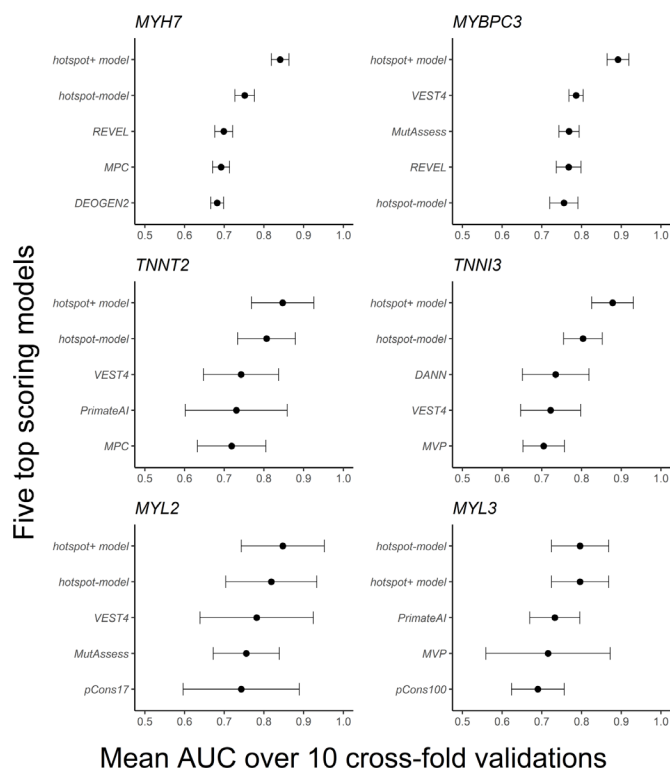 MYH7
hotspot+ model
hotspot-model
REVEL
MPC
DEOGEN2
0.5 0.6 0.7 0.8 0.9 1.0
MYBPC3
hotspot+ model
VEST4
MutAssess
REVEL
hotspot-model
0.5 0.6 0.7 0.8 0.9 1.0
TNNT2
hotspot+ model
hotspot-model
VEST4
PrimateAI
MPC
0.5 0.6 0.7 0.8 0.9 1.0
TNNI3
hotspot+ model
hotspot-model
DANN
VEST4
MVP
0.5 0.6 0.7 0.8 0.9 1.0
MYL2
hotspot+ model
hotspot-model
VEST4
MutAssess
pCons17
0.5 0.6 0.7 0.8 0.9 1.0
MYL3
hotspot-model
hotspot+ model
PrimateAI
MVP
pCons100
0.5 0.6 0.7 0.8 0.9 1.0
Five top scoring models
Mean AUC over 10 cross-fold validations